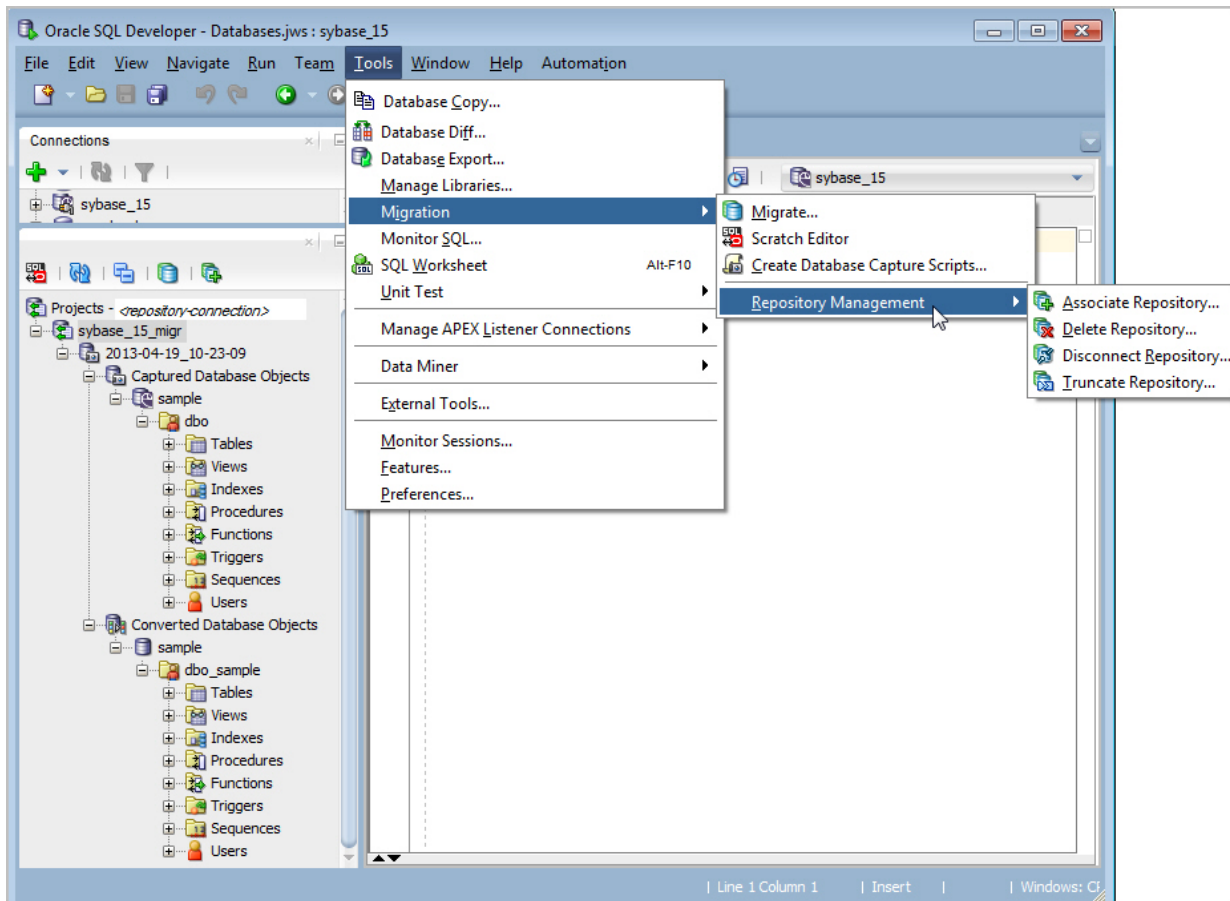 Oracle SQL Developer - Databases.jws : sybase_15
File Edit View Navigate Run Team Tools Window Help Automation
Database Copy...
Database Diff...
Database Export...
Manage Libraries...
Migration
Monitor SQL...
SQL Worksheet Alt-F10
Unit Test
Manage APEX Listener Connections
Data Miner
External Tools...
Monitor Sessions...
Features...
Preferences...
sybase_15
Migrate...
Scratch Editor
Create Database Capture Scripts...
Repository Management
Associate Repository...
Delete Repository...
Disconnect Repository...
Truncate Repository...
Connections
sybase_15
Projects - <repository-connection>
sybase_15_migr
2013-04-19_10-23-09
Captured Database Objects
sample
dbo
Tables
Views
Indexes
Procedures
Functions
Triggers
Sequences
Users
Converted Database Objects
sample
dbo_sample
Tables
Views
Indexes
Procedures
Functions
Triggers
Sequences
Users
| Line 1 Column 1 | Insert | | Windows: